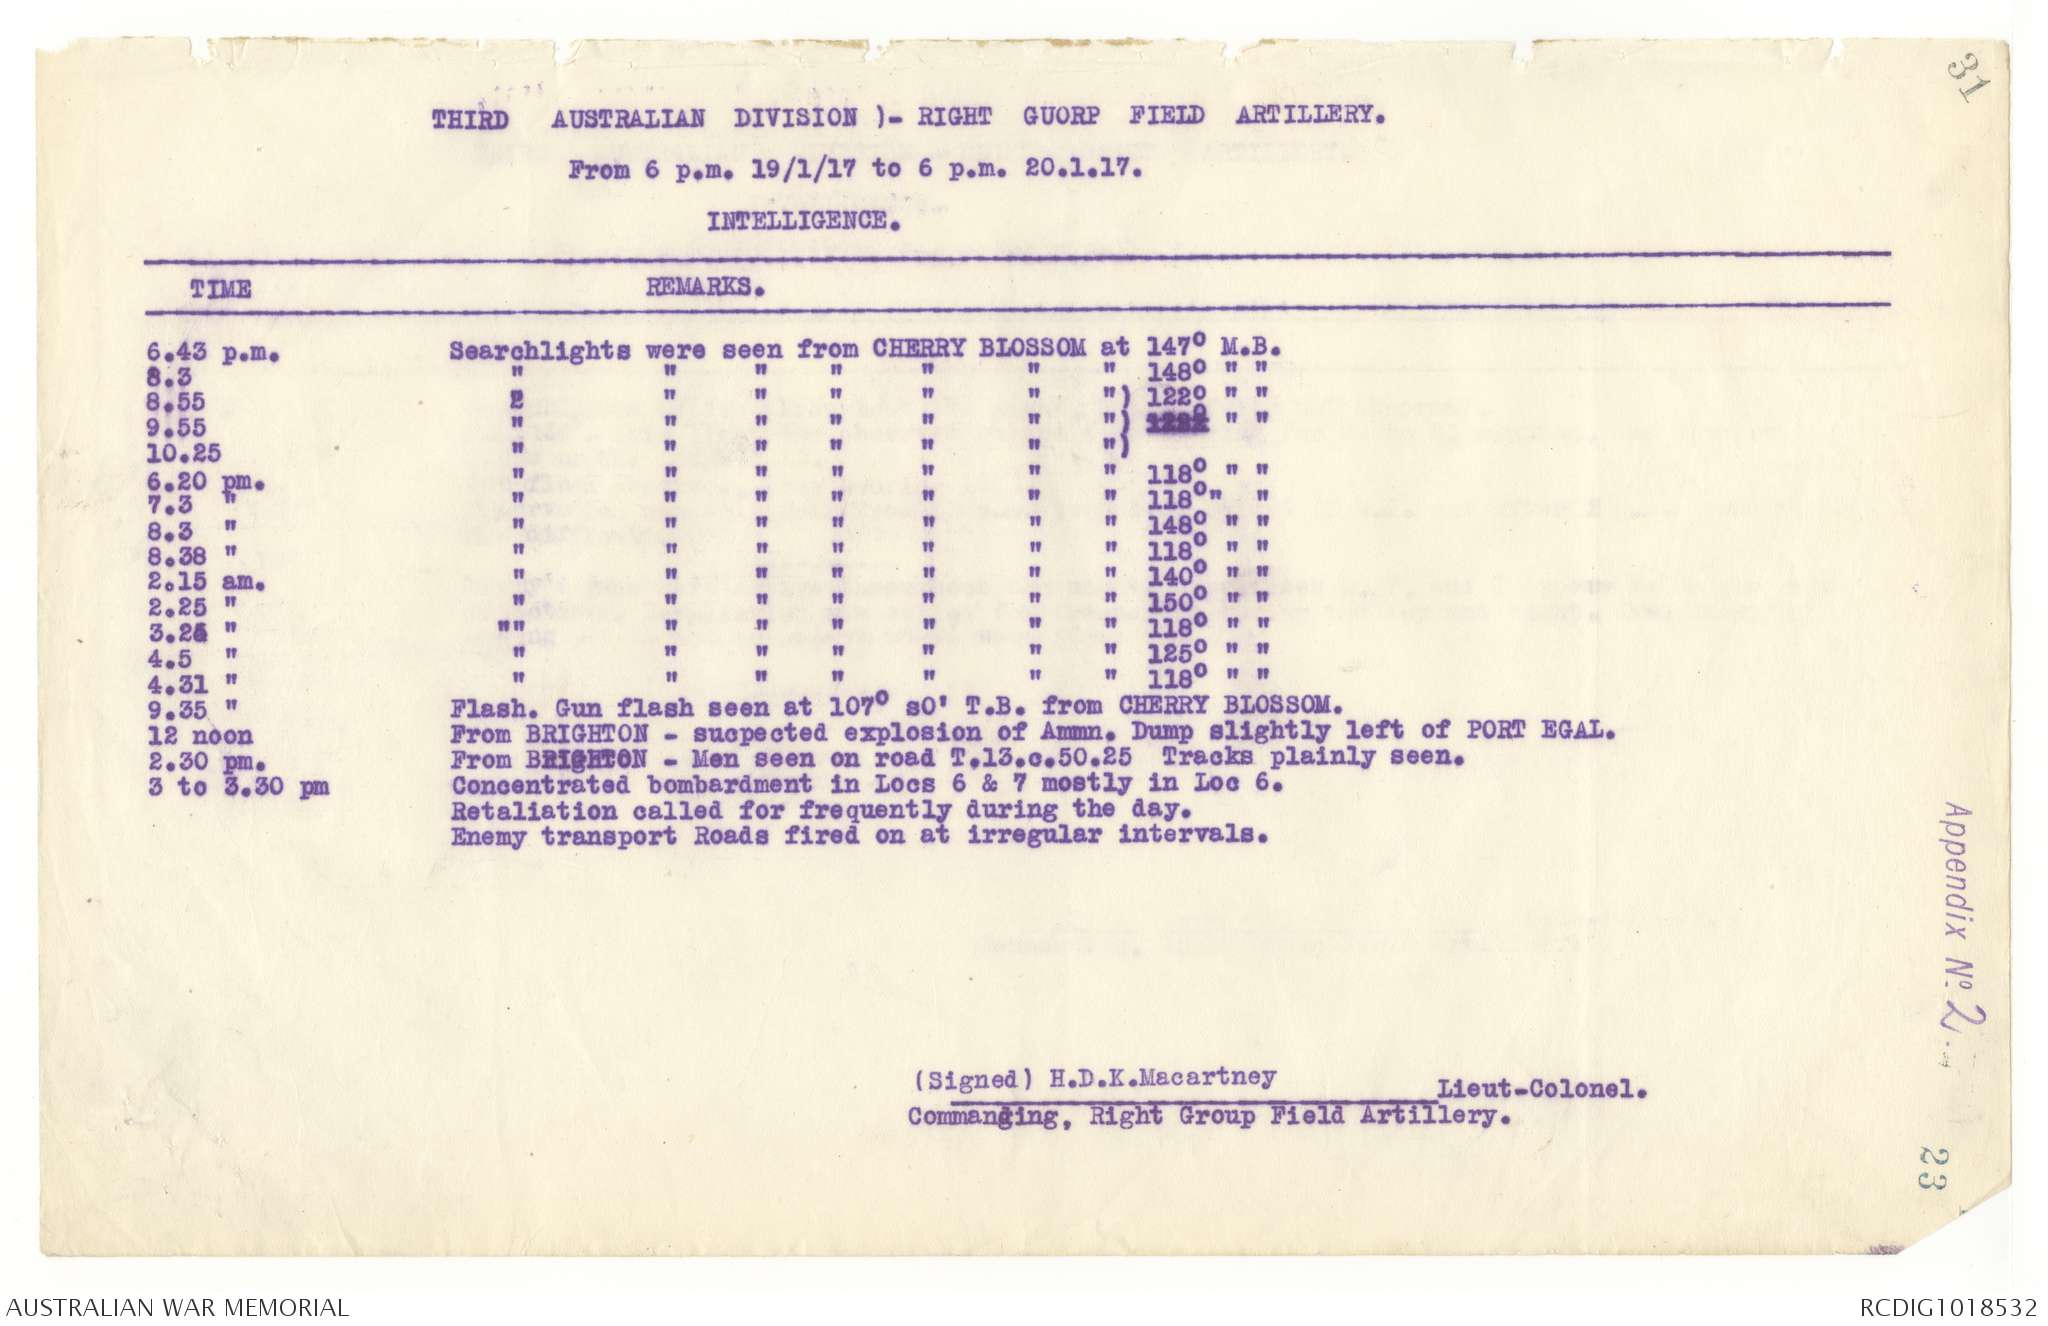 31
THIRD AUSTRALIAN DIVISION )- RIGHT GUORP FIELD ARTILLERY.
From 6 p.m. 19/1/17 to 6 p.m. 20.1.17.
INTELLIGENCE.
TIME REMARKS.
6.43 p.m. Searchlights were seen from CHERRY BLOSSOM at 147° M.B.
8.3 " " " " " " " 148° " "
8.55 2 " " " " " ") 122° " "
9.55 " " " " " " ") " "
10.25 " " " " " " ")
6.20 pm. " " " " " " " 118° " "
7.3 " " " " " " " " 118°" "
8.3 " " " " " " " " 148° " "
8.38 " " " " " " " " 118° " "
2.15 am. " " " " " " " 140° " "
2.25 " " " " " " " " 150° " "
3.25 " "" " " " " " " 118° " "
4.5 " " " " " " " " 125° " "
4.31 " " " " " " " " 118° " "
9.35 " Flash. Gun flash seen at 107° sO' T.B. from CHERRY BLOSSOM.
12 noon From BRIGHTON - sucpected explosion of Ammn. Dump slightly left of PORT EGAL.
2.30 pm. From BRIGHTON - Men seen on road T.13.c.50.25 Tracks plainly seen.
3 to 3.30 pm Concentrated bombardment in Locs 6 & 7 mostly in Loc 6.
Retaliation called for frequently during the day.
Enemy transport Roads fired on at irregular intervals.
(Signed) H.D.K.Macartney Lieut-Colonel.
Commanding, Right Group Field Artillery.
Appendix No. 2.
23
AUSTRALIAN WAR MEMORIAL RCDIG1018532